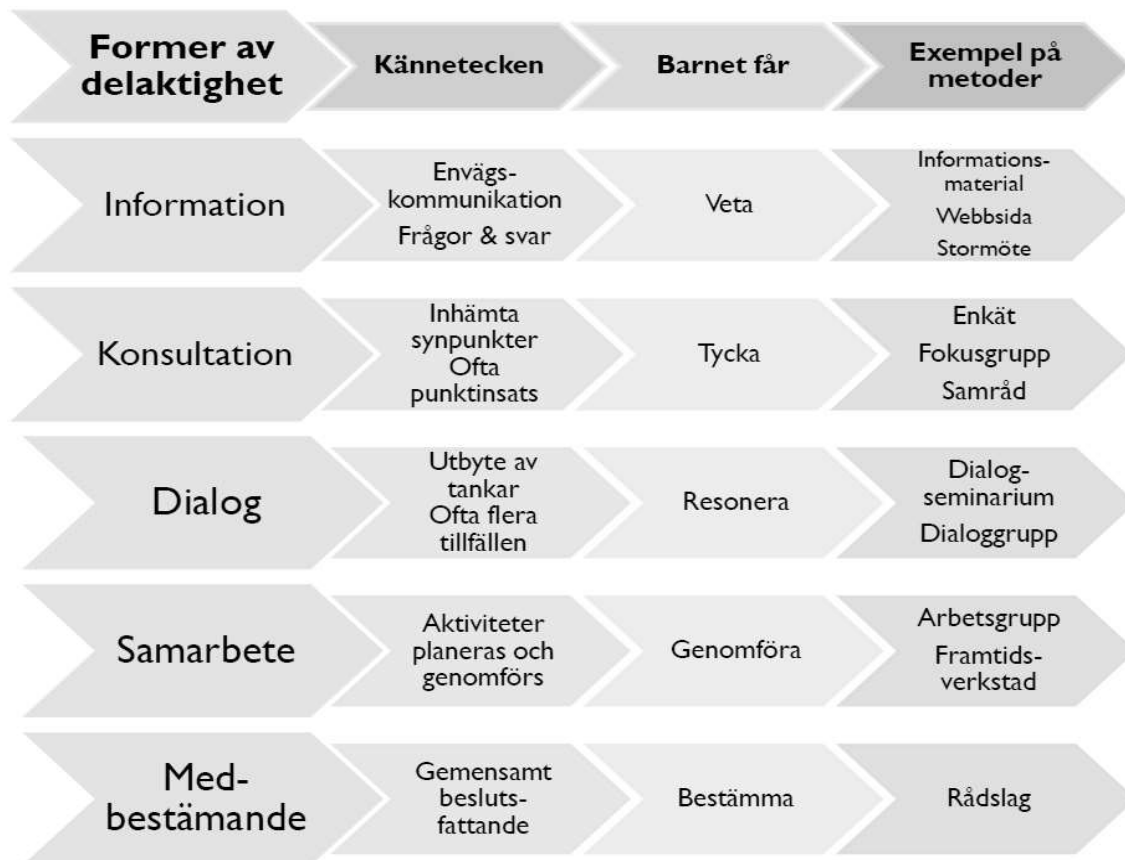 Former av
delaktighet
Kännetecken
Barnet får
Exempel på
metoder
Information
Envägs-
kommunikation
Frågor & svar
Veta
Informations-
material
Webbsida
Stormöte
Konsultation
Inhämta
synpunkter
Ofta
punktinsats
Tycka
Enkät
Fokusgrupp
Samråd
Dialog
Utbyte av
tankar
Ofta flera
tillfällen
Resonera
Dialog-
seminarium
Dialoggrupp
Samarbete
Aktiviteter
planeras och
genomförs
Genomföra
Arbetsgrupp
Framtids-
verkstad
Med-
bestämande
Gemensamt
besluts-
fattande
Bestämma
Rådslag